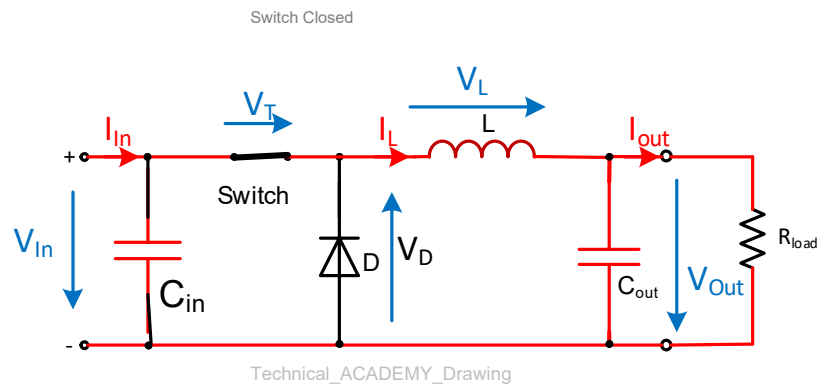 Switch Closed
V_T
V_L
I_In
I_L
L
I_out
+
Switch
V_In
C_in
D
V_D
C_out
V_Out
R_load
-
Technical_ACADEMY_Drawing